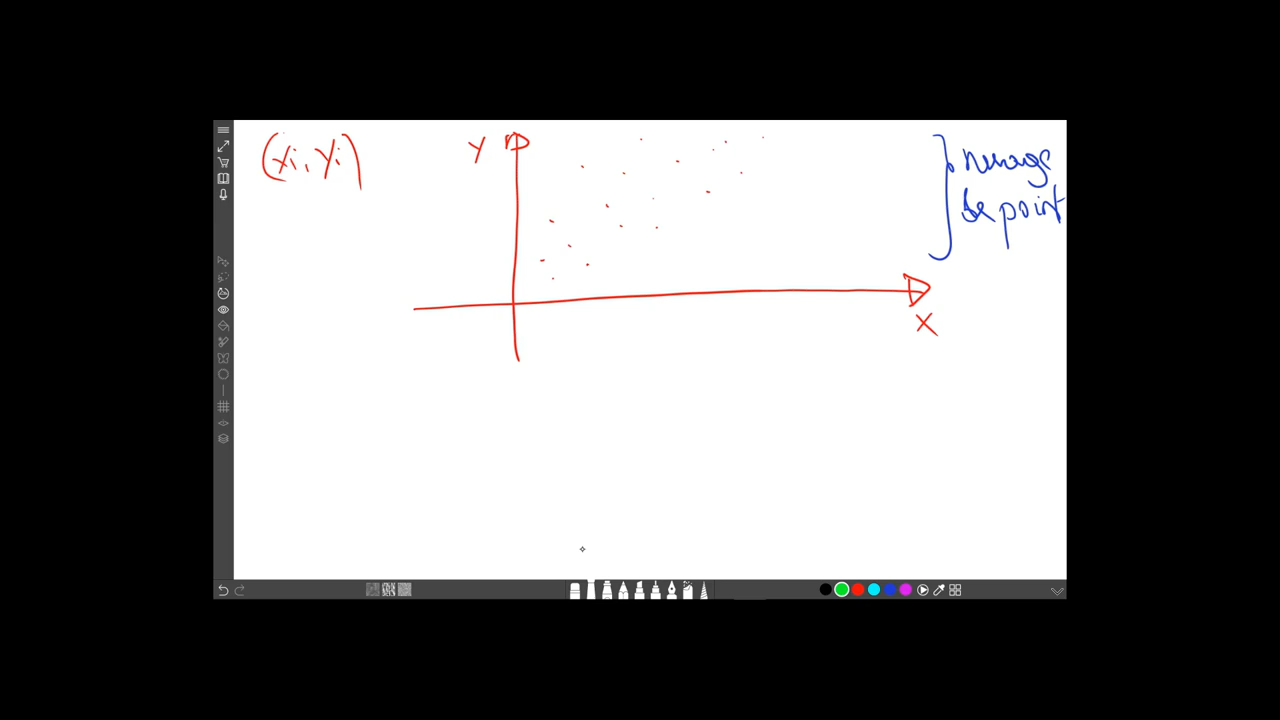 (xi, yi)
y
nuage
de point
x